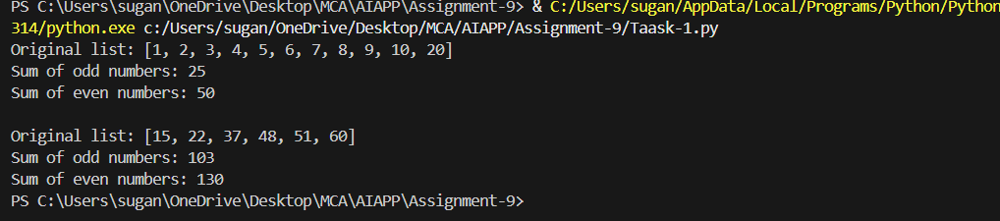 PS C:\Users\sugan\OneDrive\Desktop\MCA\AIAPP\Assignment-9> & C:/Users/sugan/AppData/Local/Programs/Python/Python
314/python.exe c:/Users/sugan/OneDrive/Desktop/MCA/AIAPP/Assignment-9/Taask-1.py
Original list: [1, 2, 3, 4, 5, 6, 7, 8, 9, 10, 20]
Sum of odd numbers: 25
Sum of even numbers: 50
Original list: [15, 22, 37, 48, 51, 60]
Sum of odd numbers: 103
Sum of even numbers: 130
PS C:\Users\sugan\OneDrive\Desktop\MCA\AIAPP\Assignment-9>